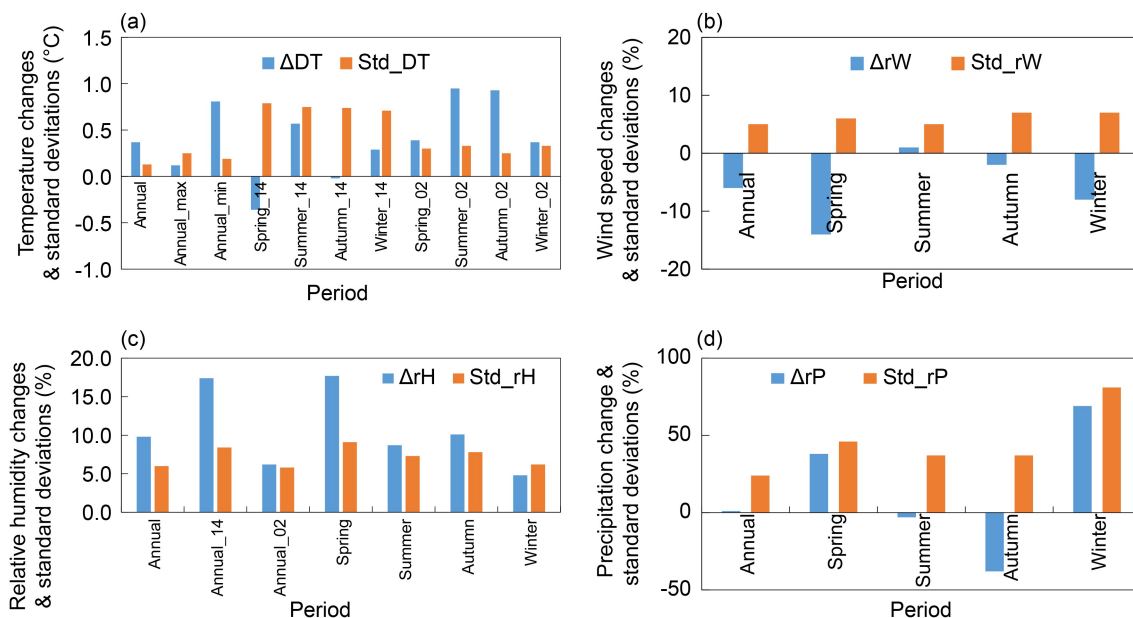 (a)
Temperature changes
& standard devitations (°C)
1.5
1.0
0.5
0.0
-0.5
-1.0
ΔDT
Std_DT
Annual
Annual_max
Annual_min
Spring_14
Summer_14
Autumn_14
Winter_14
Spring_02
Summer_02
Autumn_02
Winter_02
Period
(b)
Wind speed changes
& standard deviations (%)
20
10
0
-10
-20
ΔrW
Std_rW
Annual
Spring
Summer
Autumn
Winter
Period
(c)
Relative humidity changes
& standard deviations (%)
20.0
15.0
10.0
5.0
0.0
ΔrH
Std_rH
Annual
Annual_14
Annual_02
Spring
Summer
Autumn
Winter
Period
(d)
Precipitation change &
standard deviations (%)
100
50
0
-50
ΔrP
Std_rP
Annual
Spring
Summer
Autumn
Winter
Period